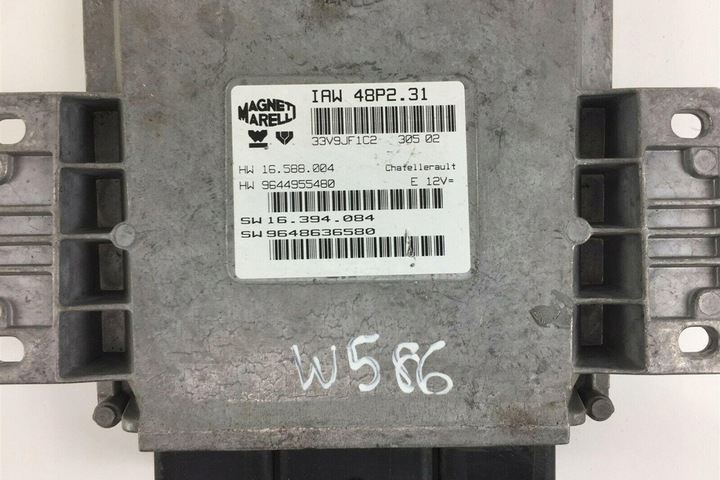 MAGNETI
MARELLI
IAW 48P2.31
33V9JF1C2 305 02
HW 16.588.004 Chatellerault
HW 9644955480 E 12V=
SW 16.394.084
SW 9648636580
W586